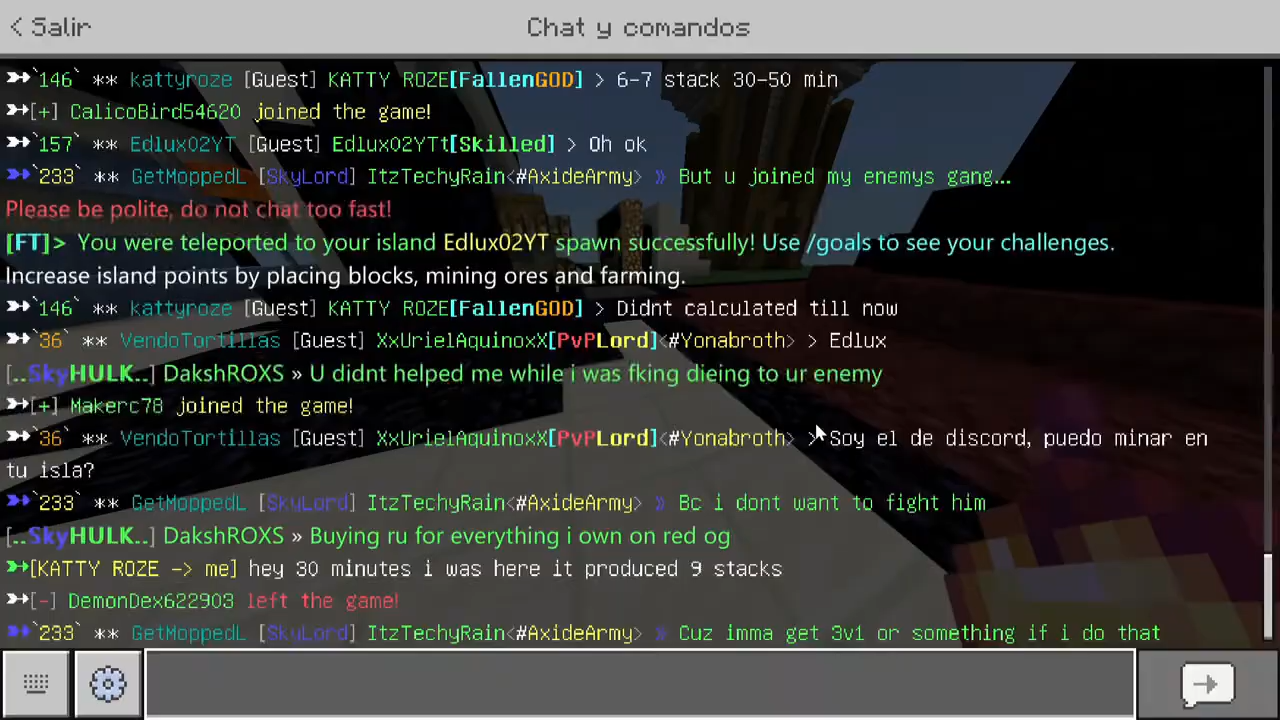 < Salir
Chat y comandos
➳`146` ** kattyroze [Guest] KATTY ROZE[FallenGOD] > 6-7 stack 30-50 min
➳[+] CalicoBird54620 joined the game!
➳`157` ** Edlux02YT [Guest] Edlux02YTt[Skilled] > Oh ok
➳`233` ** GetMoppedL [SkyLord] ItzTechyRain<#AxideArmy> » But u joined my enemys gang...
Please be polite, do not chat too fast!
[FT]> You were teleported to your island Edlux02YT spawn successfully! Use /goals to see your challenges.
Increase island points by placing blocks, mining ores and farming.
➳`146` ** kattyroze [Guest] KATTY ROZE[FallenGOD] > Didnt calculated till now
➳`36` ** VendoTortillas [Guest] XxUrielAquinoxX[PvPLord]<#Yonabroth> > Edlux
[..SkyHULK..] DakshROXS » U didnt helped me while i was fking dieing to ur enemy
➳[+] Makerc78 joined the game!
➳`36` ** VendoTortillas [Guest] XxUrielAquinoxX[PvPLord]<#Yonabroth> > Soy el de discord, puedo minar en
tu isla?
➳`233` ** GetMoppedL [SkyLord] ItzTechyRain<#AxideArmy> » Bc i dont want to fight him
[..SkyHULK..] DakshROXS » Buying ru for everything i own on red og
➳[KATTY ROZE -> me] hey 30 minutes i was here it produced 9 stacks
➳[-] DemonDex622903 left the game!
➳`233` ** GetMoppedL [SkyLord] ItzTechyRain<#AxideArmy> » Cuz imma get 3v1 or something if i do that